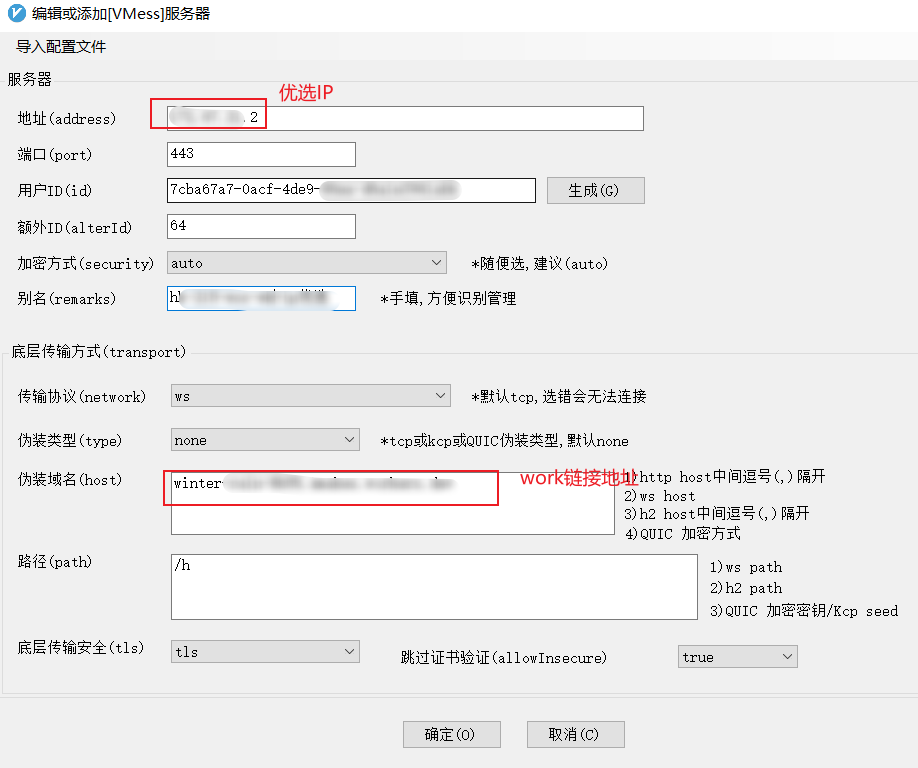 编辑或添加[VMess]服务器
导入配置文件
服务器
优选IP
地址(address) .2
端口(port) 443
用户ID(id) 7cba67a7-0acf-4de9- 生成(G)
额外ID(alterId) 64
加密方式(security) auto *随便选,建议(auto)
别名(remarks) h *手填,方便识别管理
底层传输方式(transport)
传输协议(network) ws *默认tcp,选错会无法连接
伪装类型(type) none *tcp或kcp或QUIC伪装类型,默认none
伪装域名(host) winter- work链接地址 1)http host中间逗号(,)隔开
2)ws host
3)h2 host中间逗号(,)隔开
4)QUIC 加密方式
路径(path) /h 1)ws path
2)h2 path
3)QUIC 加密密钥/Kcp seed
底层传输安全(tls) tls 跳过证书验证(allowInsecure) true
确定(O) 取消(C)